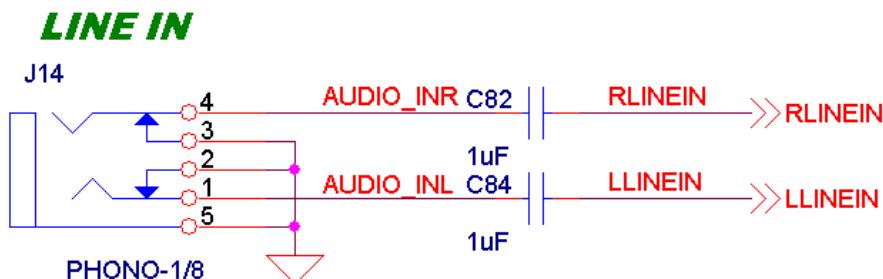 LINE IN
J14
4 AUDIO_INR C82 RLINEIN RLINEIN
3
1uF
2
1 AUDIO_INL C84 LLINEIN LLINEIN
5
1uF
PHONO-1/8